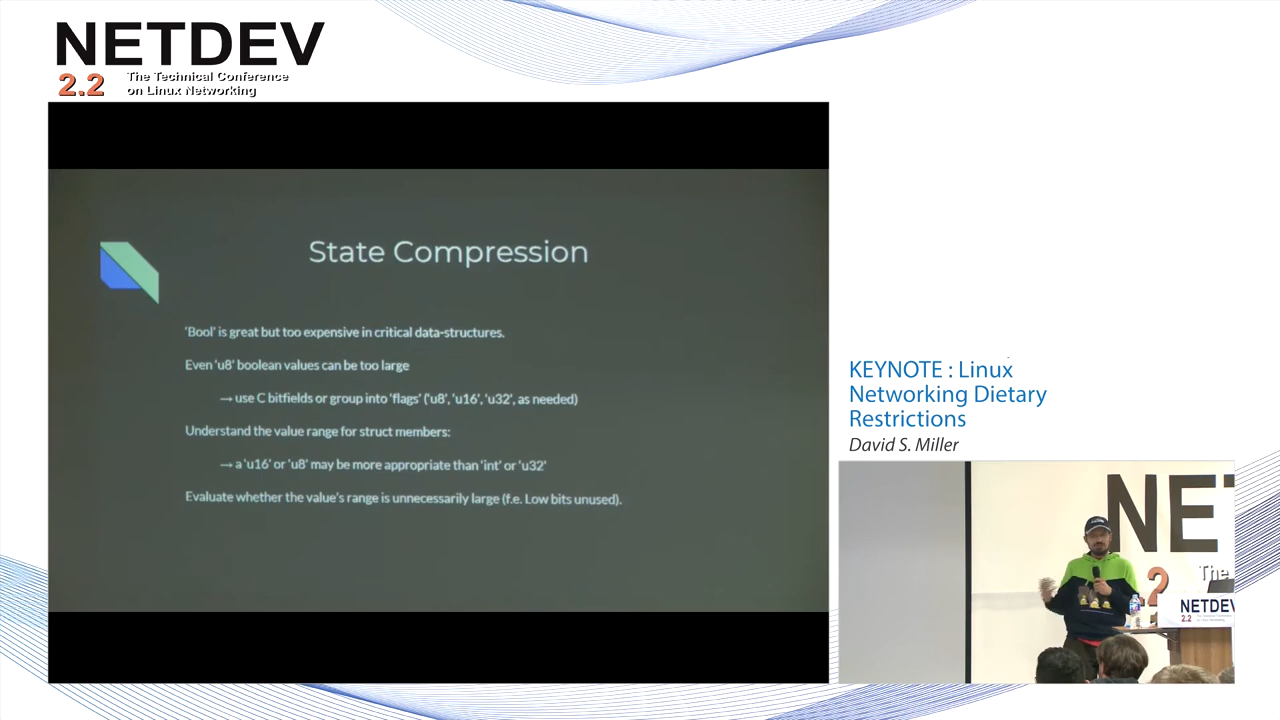 NETDEV
2.2 The Technical Conference
on Linux Networking
State Compression
'Bool' is great but too expensive in critical data-structures.
Even 'u8' boolean values can be too large
→ use C bitfields or group into 'flags' ('u8', 'u16', 'u32', as needed)
Understand the value range for struct members:
→ a 'u16' or 'u8' may be more appropriate than 'int' or 'u32'
Evaluate whether the value's range is unnecessarily large (f.e. Low bits unused).
KEYNOTE : Linux
Networking Dietary
Restrictions
David S. Miller
NET
2 The
NETDEV
2.2